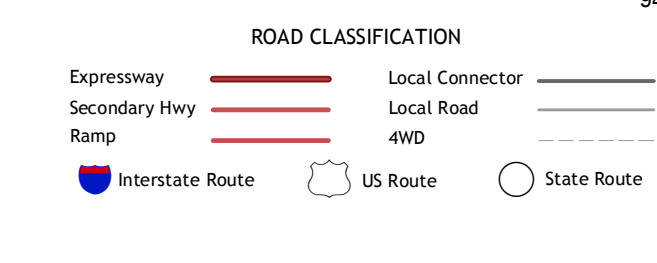 ROAD CLASSIFICATION
Expressway
Local Connector
Secondary Hwy
Local Road
Ramp
4WD
Interstate Route
US Route
State Route